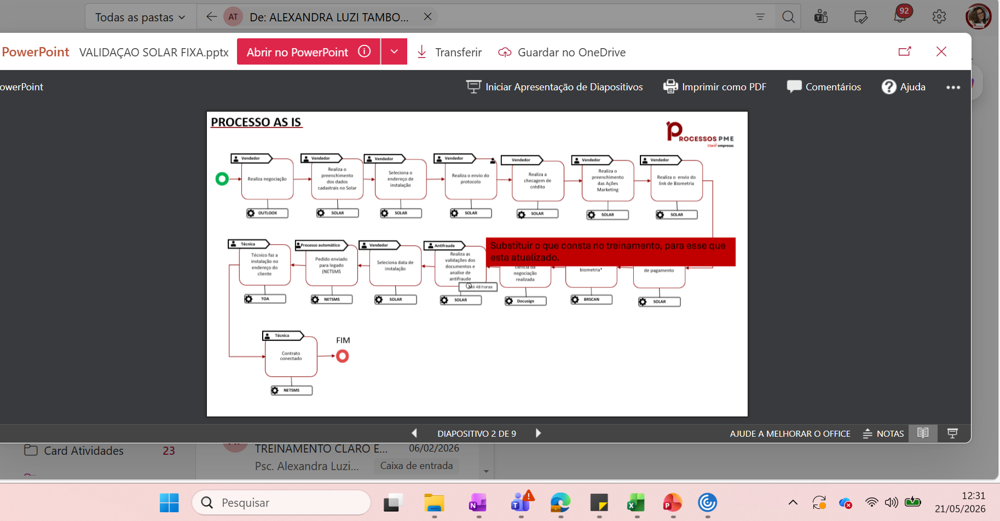 Todas as pastas
AT
De: ALEXANDRA LUZI TAMBO...
92
PowerPoint
VALIDAÇAO SOLAR FIXA.pptx
Abrir no PowerPoint
Transferir
Guardar no OneDrive
owerPoint
Iniciar Apresentação de Diapositivos
Imprimir como PDF
Comentários
Ajuda
PROCESSO AS IS
PROCESSOS PME
Claro empresas
Vendedor
Realiza negociação
OUTLOOK
Vendedor
Realiza o
preenchimento
dos dados
cadastrais no Solar
SOLAR
Vendedor
Seleciona o
endereço de
instalação
SOLAR
Vendedor
Realiza o envio do
protocolo
SOLAR
Vendedor
Realiza a
checagem de
crédito
SOLAR
Vendedor
Realiza o
preenchimento
das Ações
Marketing
SOLAR
Vendedor
Realiza o envio do
link de Biometria
SOLAR
Substituir o que consta no treinamento, para esse que
esta atualizado.
de pagamento
SOLAR
biometria*
BRSCAN
ciência da
negociação
realizada
Docusign
Antifraude
Realiza as
validações dos
documentos e
analise de
antifraude
Até 48 horas
SOLAR
Vendedor
Seleciona data de
instalação
SOLAR
Processo automático
Pedido enviado
para legado
(NETSMS
NETSMS
Técnica
Técnico faz a
instalação no
endereço do
cliente
TOA
Técnica
Contrato
conectado
NETSMS
FIM
DIAPOSITIVO 2 DE 9
AJUDE A MELHORAR O OFFICE
NOTAS
Card Atividades
23
TREINAMENTO CLARO E...
06/02/2026
Psc. Alexandra Luzi...
Caixa de entrada
Pesquisar
12:31
21/05/2026